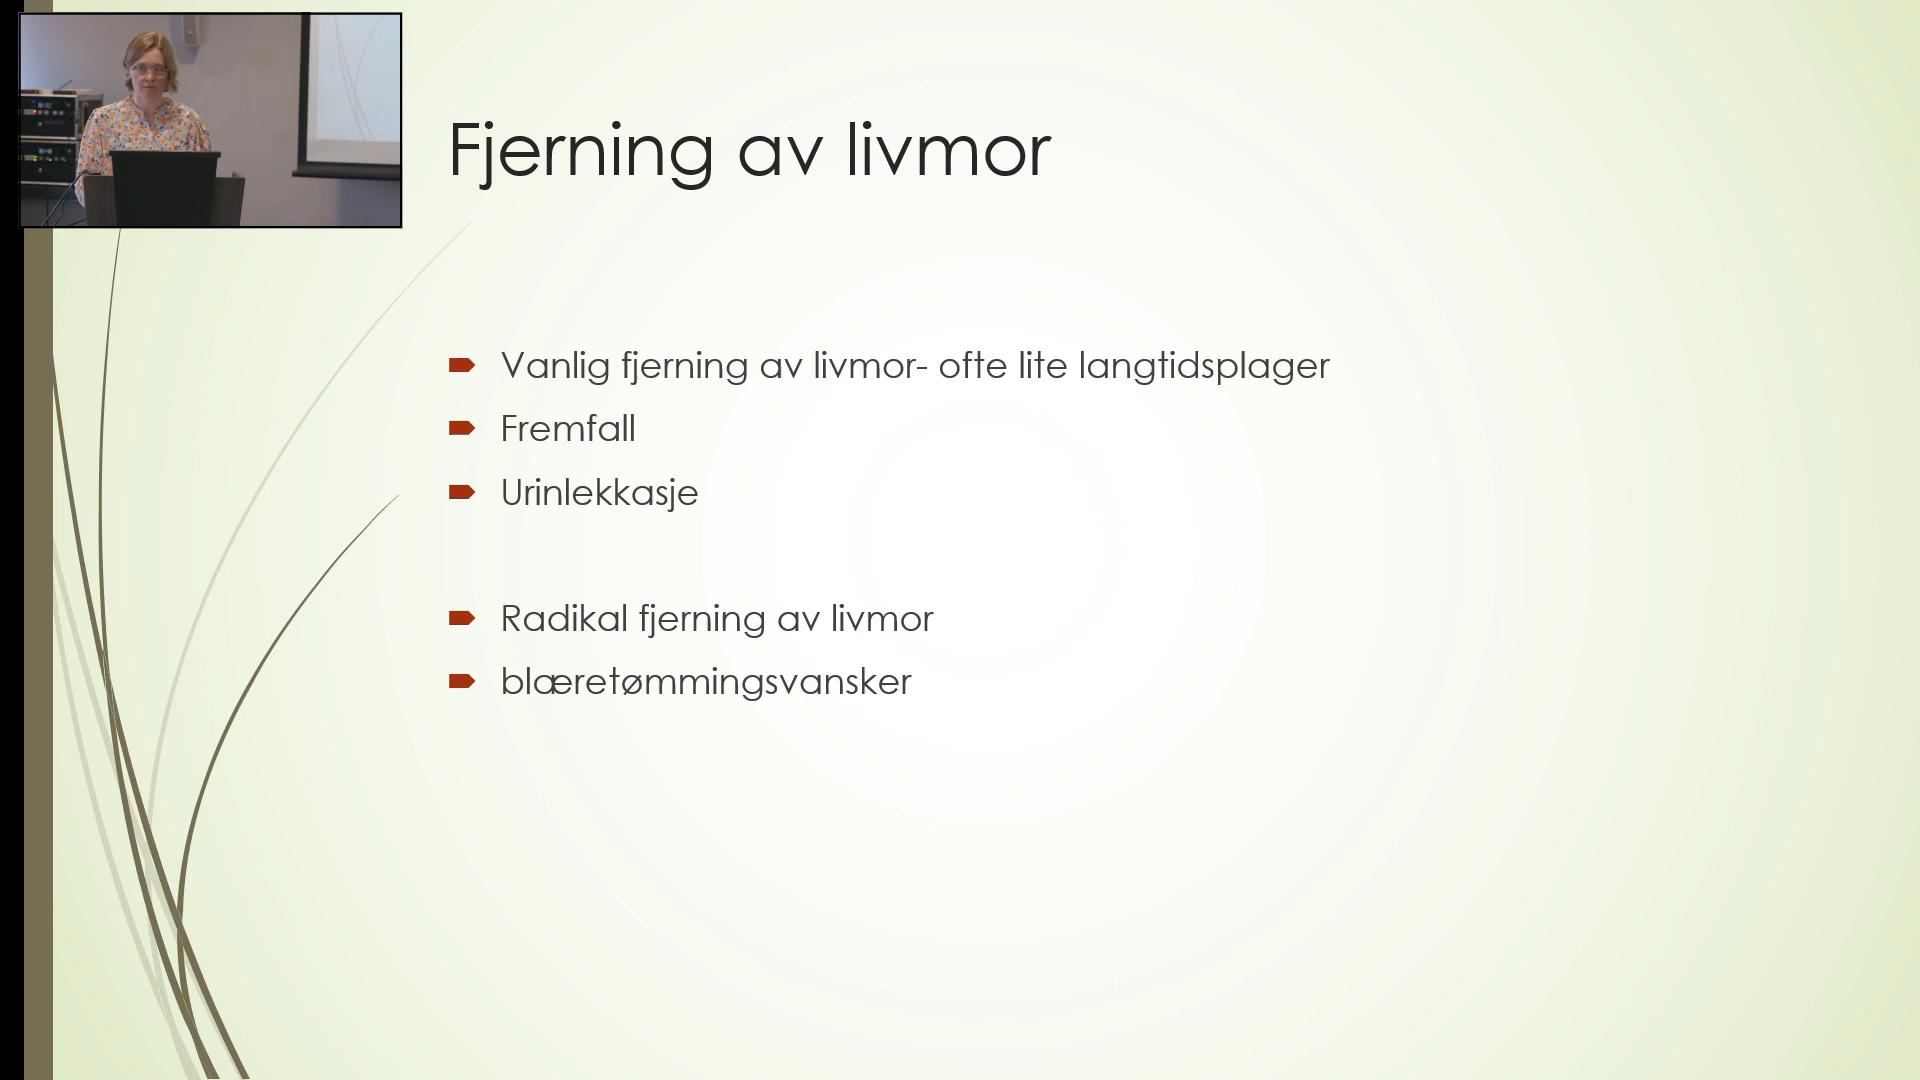 Fjerning av livmor
Vanlig fjerning av livmor- ofte lite langtidsplager
Fremfall
Urinlekkasje
Radikal fjerning av livmor
blæretømmingsvansker